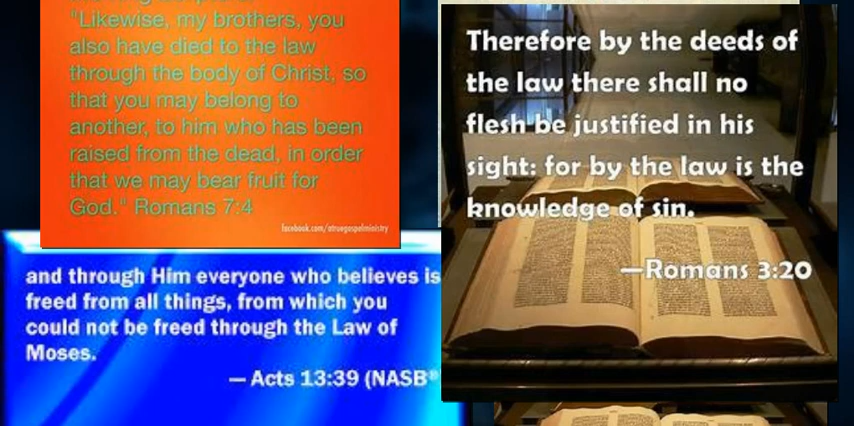 "Likewise, my brothers, you
also have died to the law
through the body of Christ, so
that you may belong to
another, to him who has been
raised from the dead, in order
that we may bear fruit for
God." Romans 7:4
facebook.com/atruegospelministry
and through Him everyone who believes is
freed from all things, from which you
could not be freed through the Law of
Moses.
— Acts 13:39 (NASB®
Therefore by the deeds of
the law there shall no
flesh be justified in his
sight: for by the law is the
knowledge of sin.
—Romans 3:20